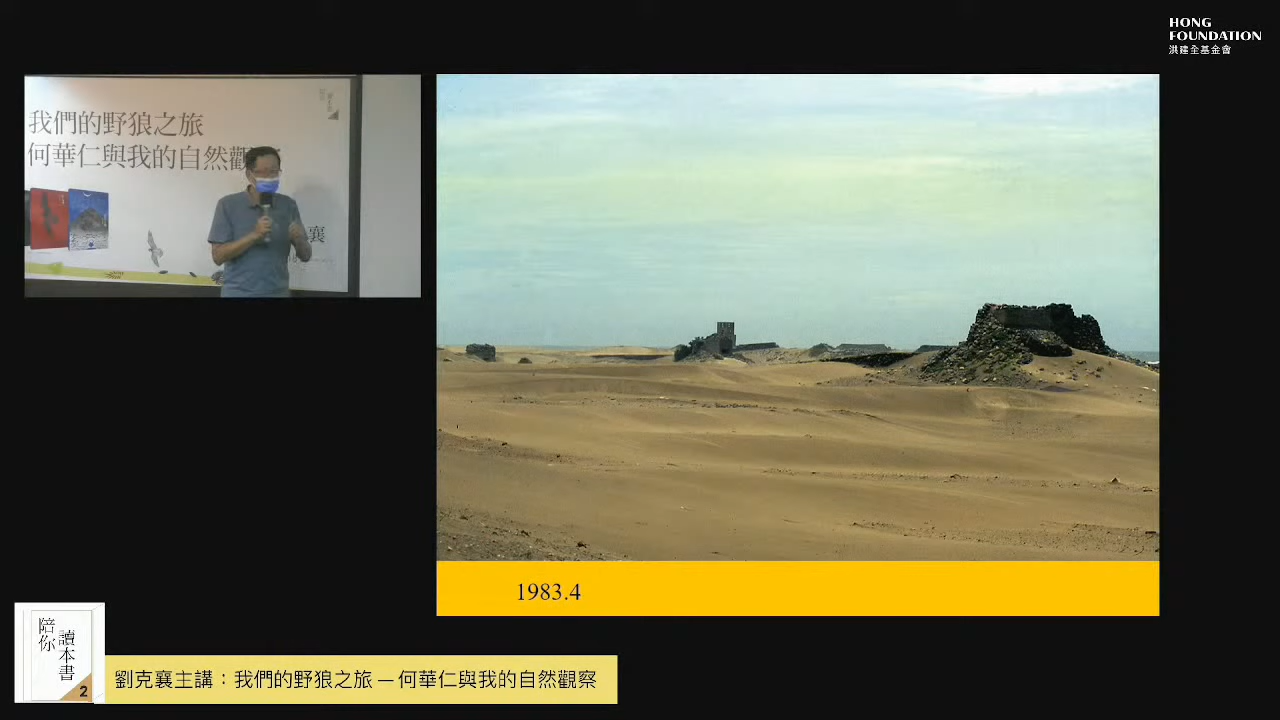 HONG
FOUNDATION
洪建全基金會
我們的野狼之旅
何華仁與我的自然觀
襄
1983.4
陪你
讀本書
2
劉克襄主講：我們的野狼之旅 ─ 何華仁與我的自然觀察